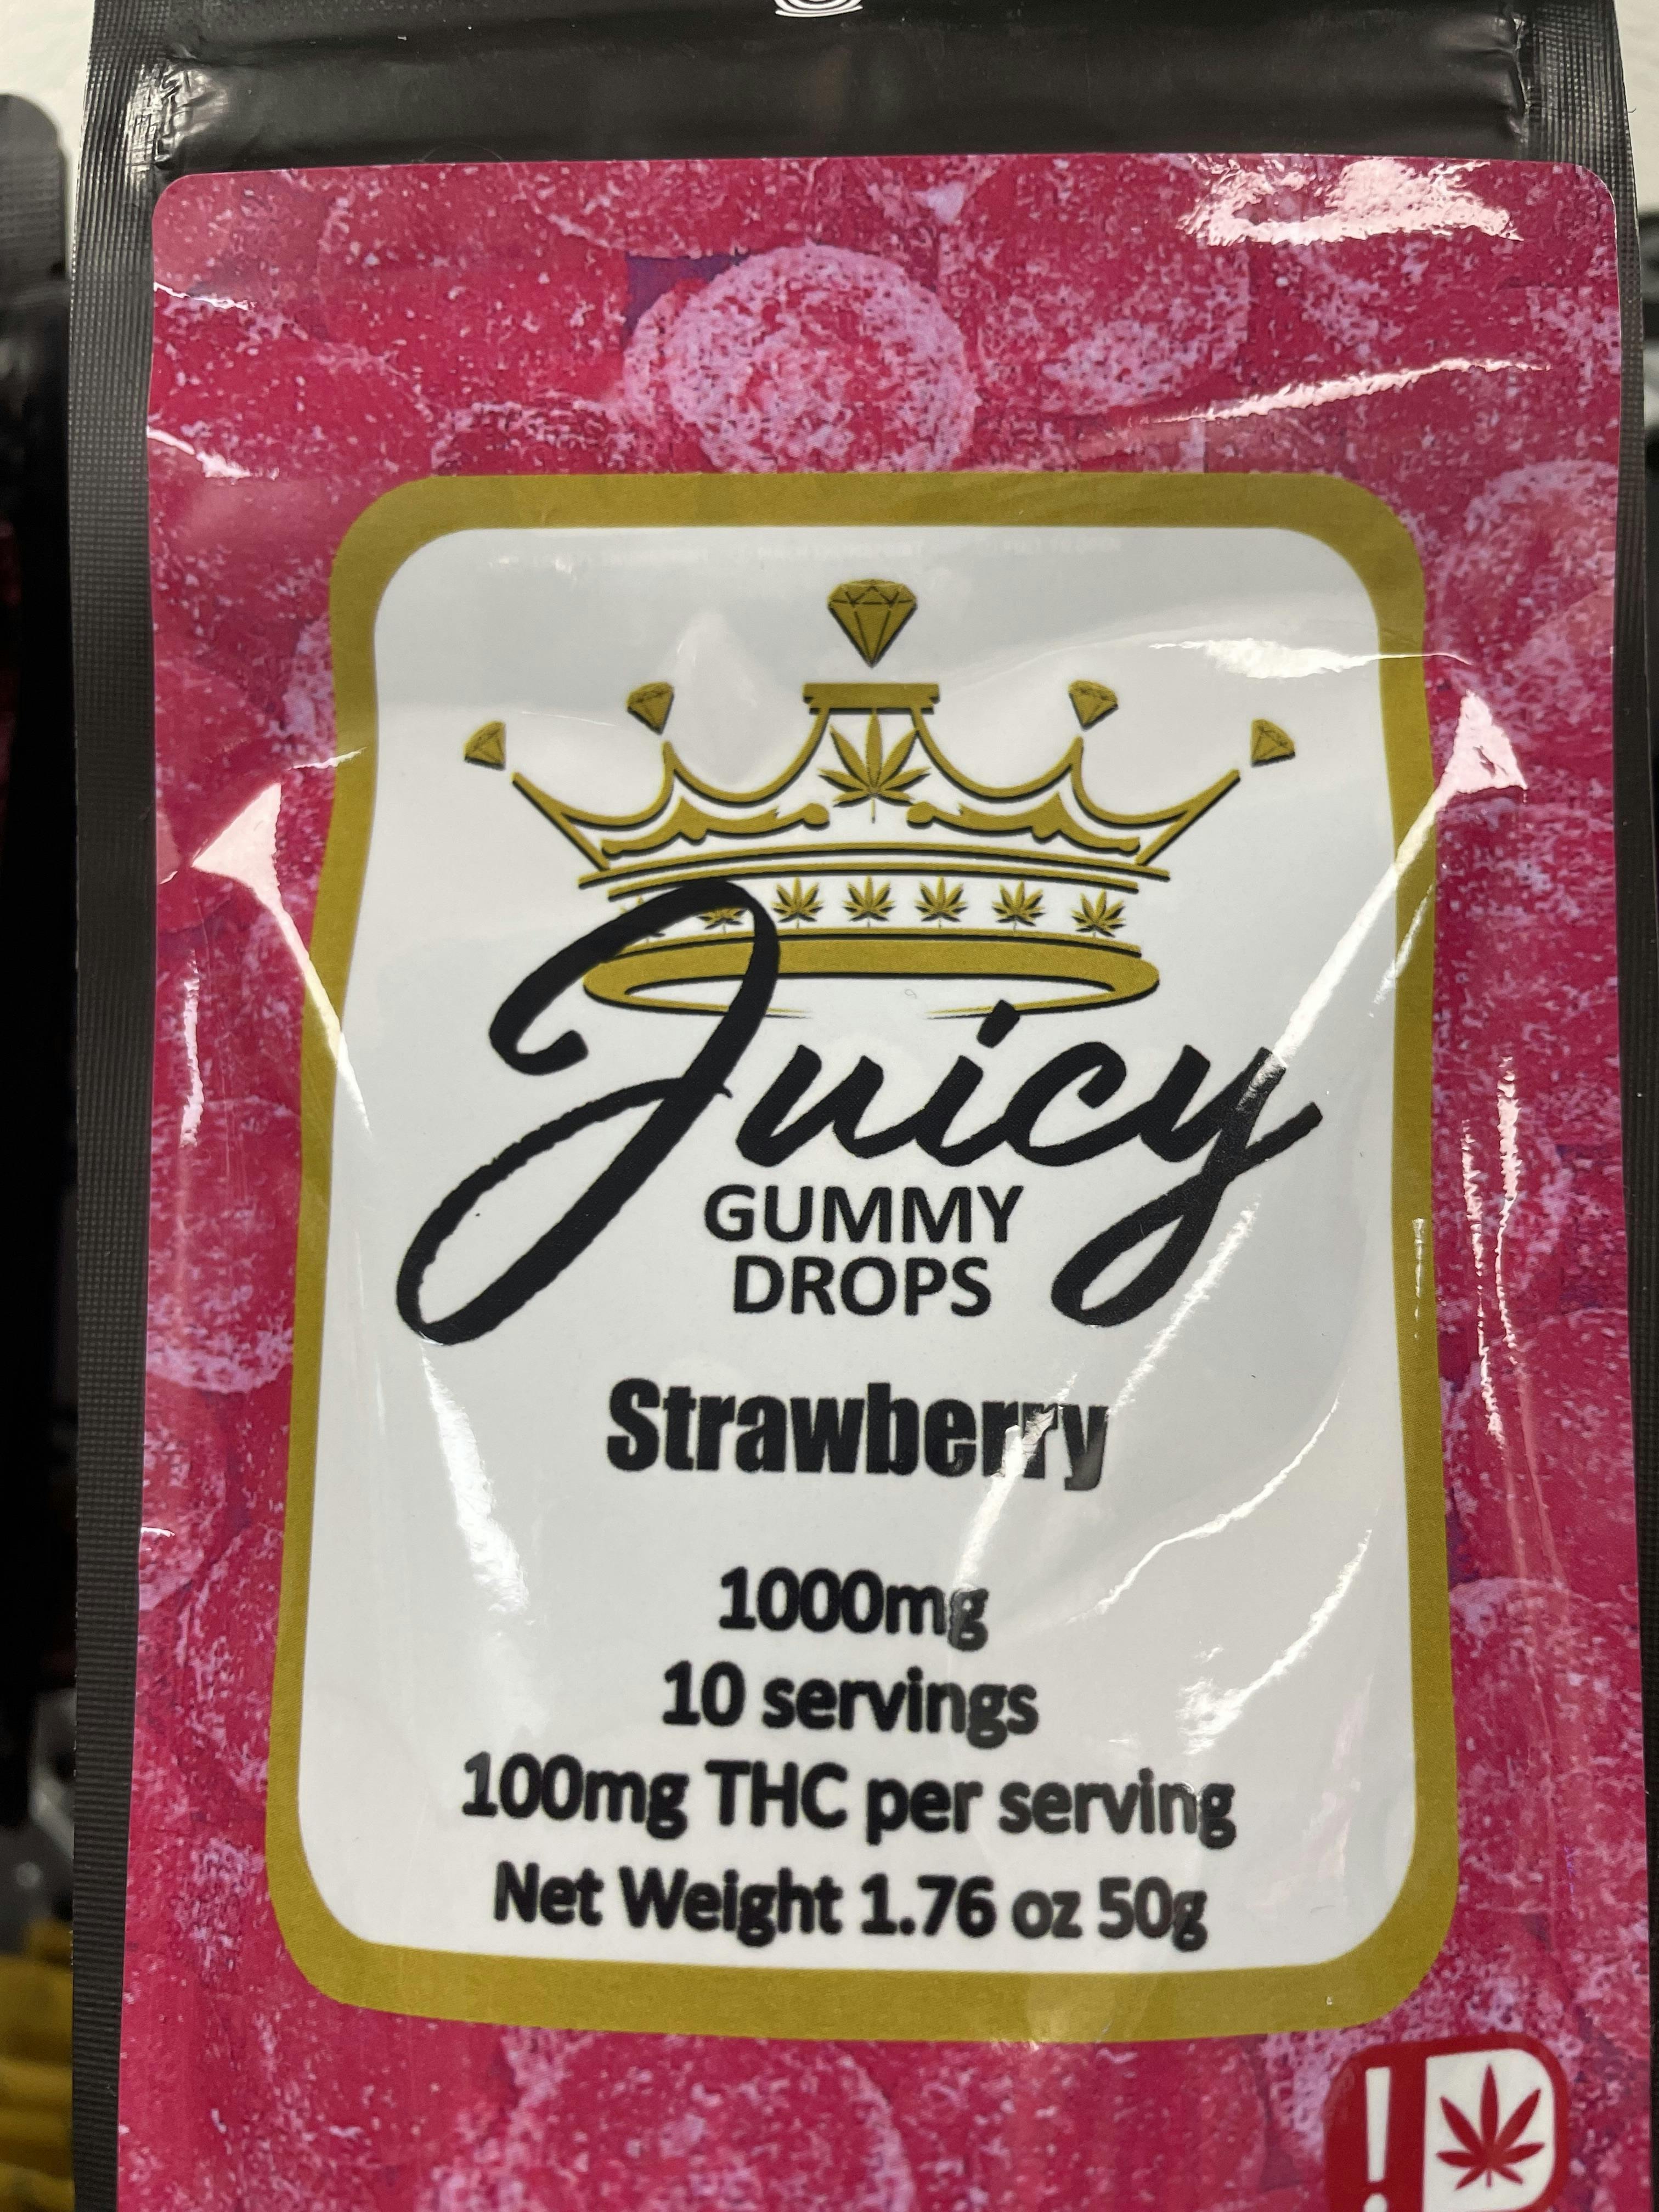 Juicy
GUMMY
DROPS
Strawberry
1000mg
10 servings
100mg THC per serving
Net Weight 1.76 oz 50g
!